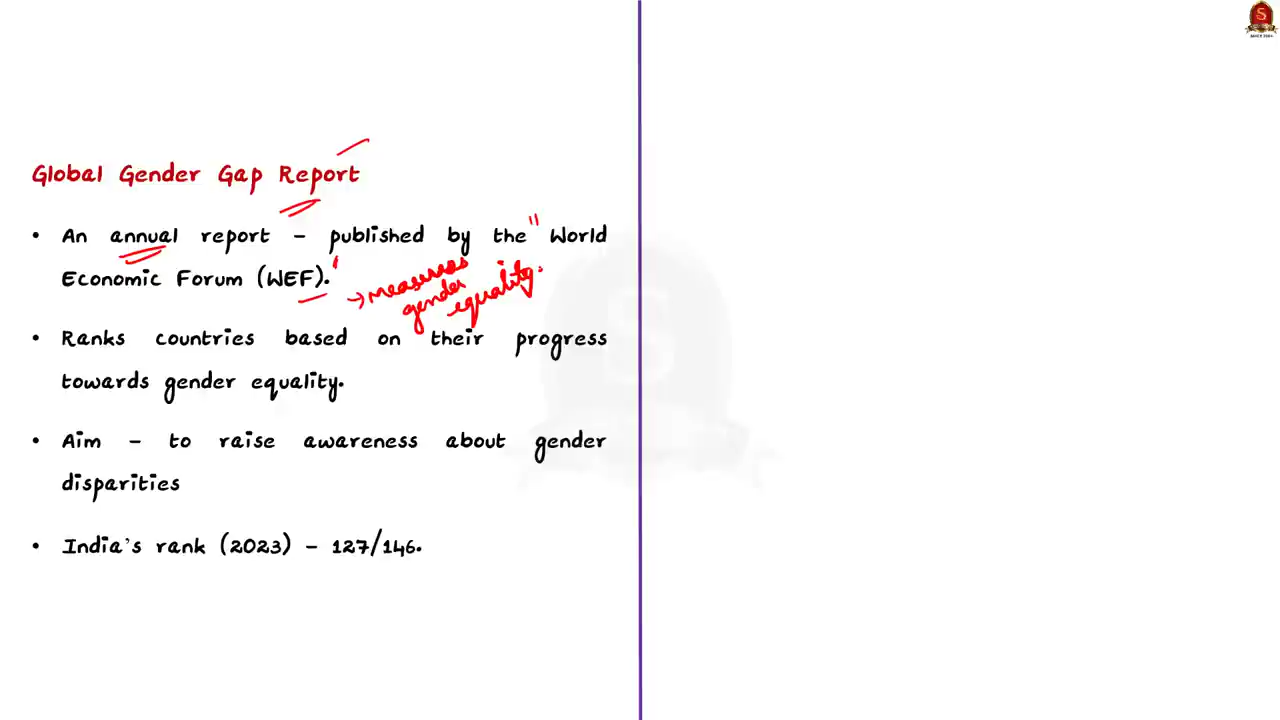 Global Gender Gap Report
• An annual report – published by the " World
Economic Forum (WEF)."
→ measures
gender
equality.
• Ranks countries based on their progress
towards gender equality.
• Aim – to raise awareness about gender
disparities
• India's rank (2023) – 127/146.
S
SINCE 2004